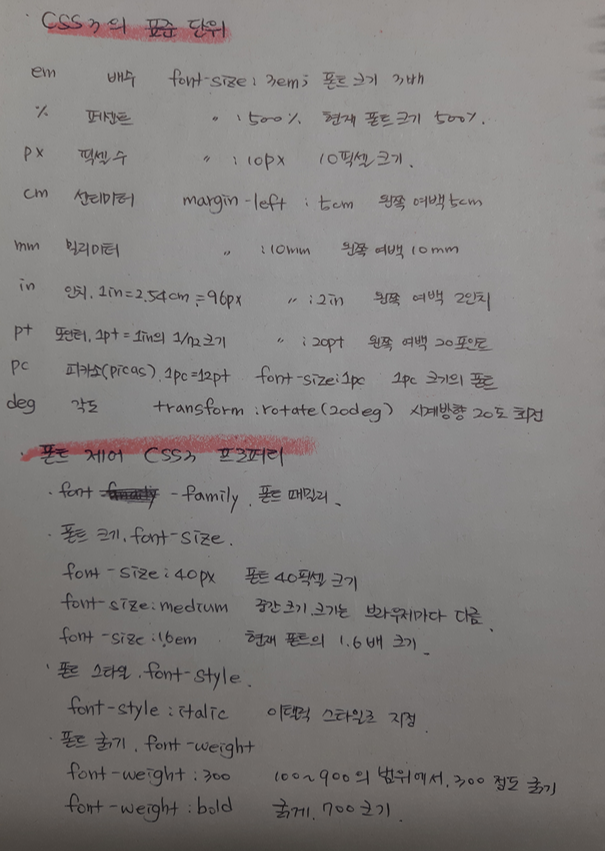 · CSS3의 표준 단위
em 배수 font-size: 3em; 폰트 크기 3배
% 퍼센트 〃 : 500% 현재 폰트 크기 500%.
px 픽셀 수 〃 : 10px 10픽셀 크기.
cm 센티미터 margin-left : 5cm 왼쪽 여백 5cm
mm 밀리미터 〃 : 10mm 왼쪽 여백 10mm
in 인치. 1in=2.54cm=96px 〃 : 2in 왼쪽 여백 2인치
pt 포인터. 1pt = 1in의 1/72 크기 〃 : 20pt 왼쪽 여백 20포인트
pc 피카소(picas). 1pc=12pt font-size:1pc 1pc 크기의 폰트
deg 각도 transform : rotate(20deg) 시계방향 20도 회전
· 폰트 제어 CSS3 프로퍼티
· font -family. 폰트 패밀리.
· 폰트 크기. font-size.
font-size : 40px 폰트 40픽셀 크기
font-size: medium 중간크기. 크기는 브라우저마다 다름.
font-size :1.6em 현재 폰트의 1.6배 크기.
· 폰트 스타일. font-style.
font-style : italic 이탤릭 스타일로 지정.
· 폰트 굵기. font-weight
font-weight : 300 100~900의 범위에서. 300 정도 굵기
font-weight : bold 굵게. 700 크기.